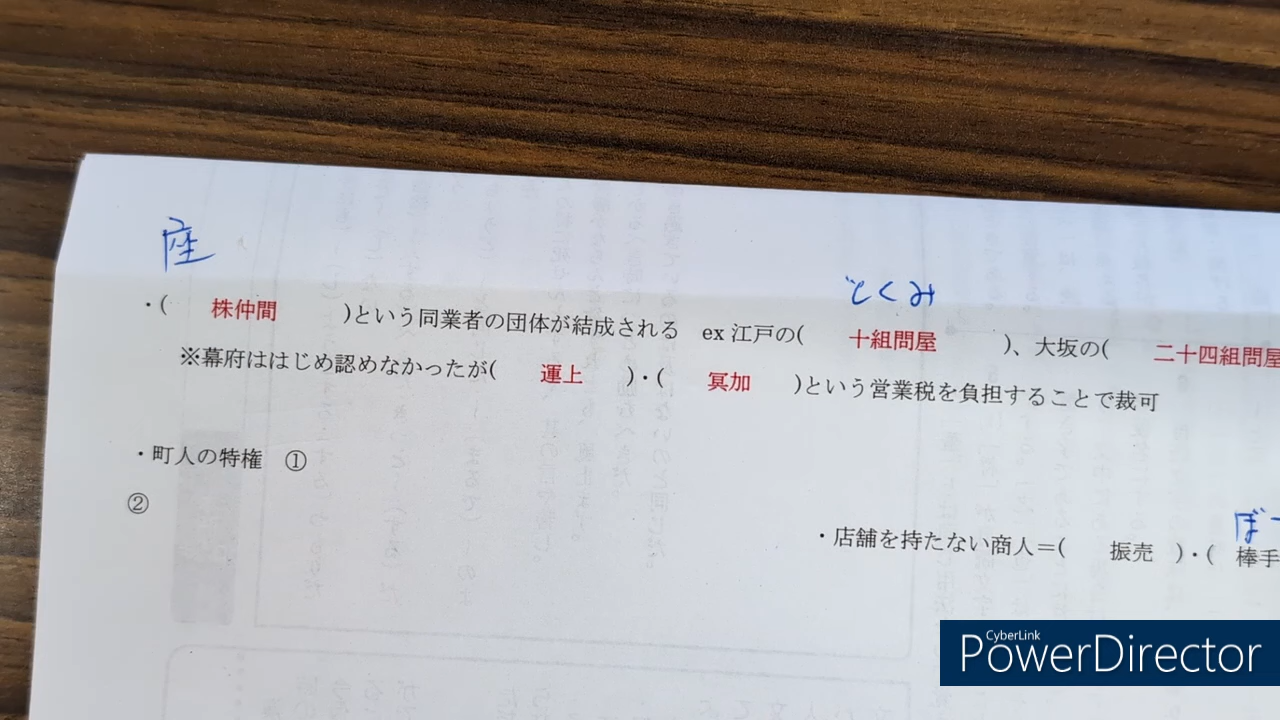 座
とくみ
・( 株仲間 )という同業者の団体が結成される ex 江戸の( 十組問屋 )、大坂の( 二十四組問屋
※幕府ははじめ認めなかったが( 運上 )・( 冥加 )という営業税を負担することで裁可
・町人の特権 ①
②
ぼ
・店舗を持たない商人＝( 振売 )・( 棒手
CyberLink
PowerDirector